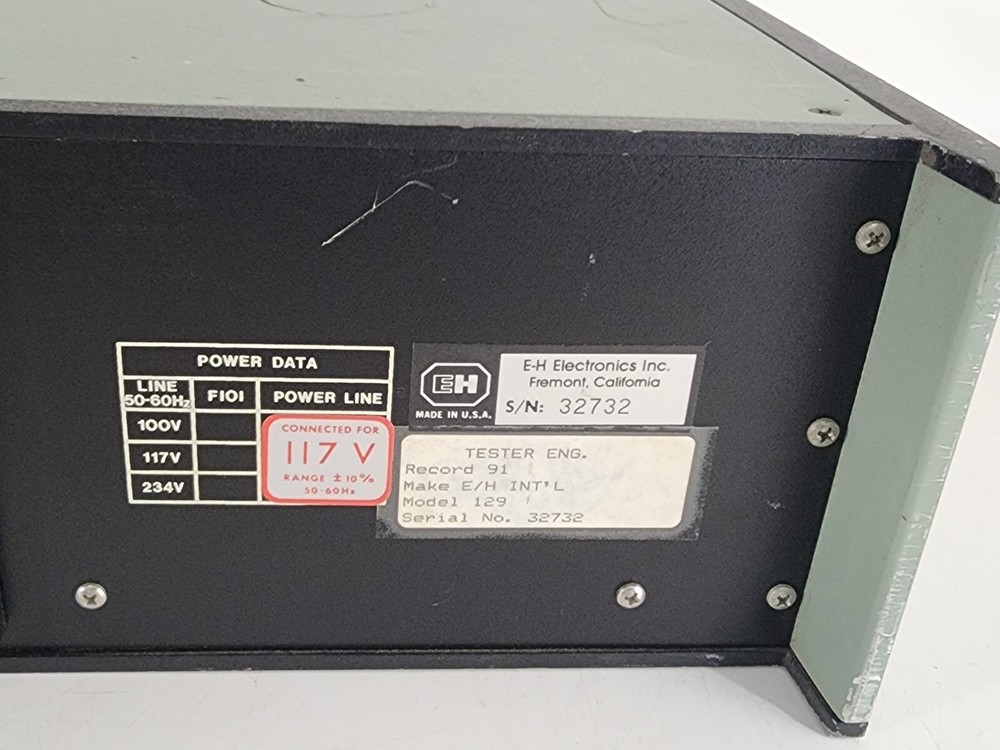 POWER DATA
LINE
50-60Hz
F101
POWER LINE
100V
117V
234V
CONNECTED FOR
117 V
RANGE ± 10%
50-60Hz
EH
MADE IN U.S.A.
E-H Electronics Inc.
Fremont, California
S/N: 32732
TESTER ENG.
Record 91
Make E/H INT'L
Model 129
Serial No. 32732